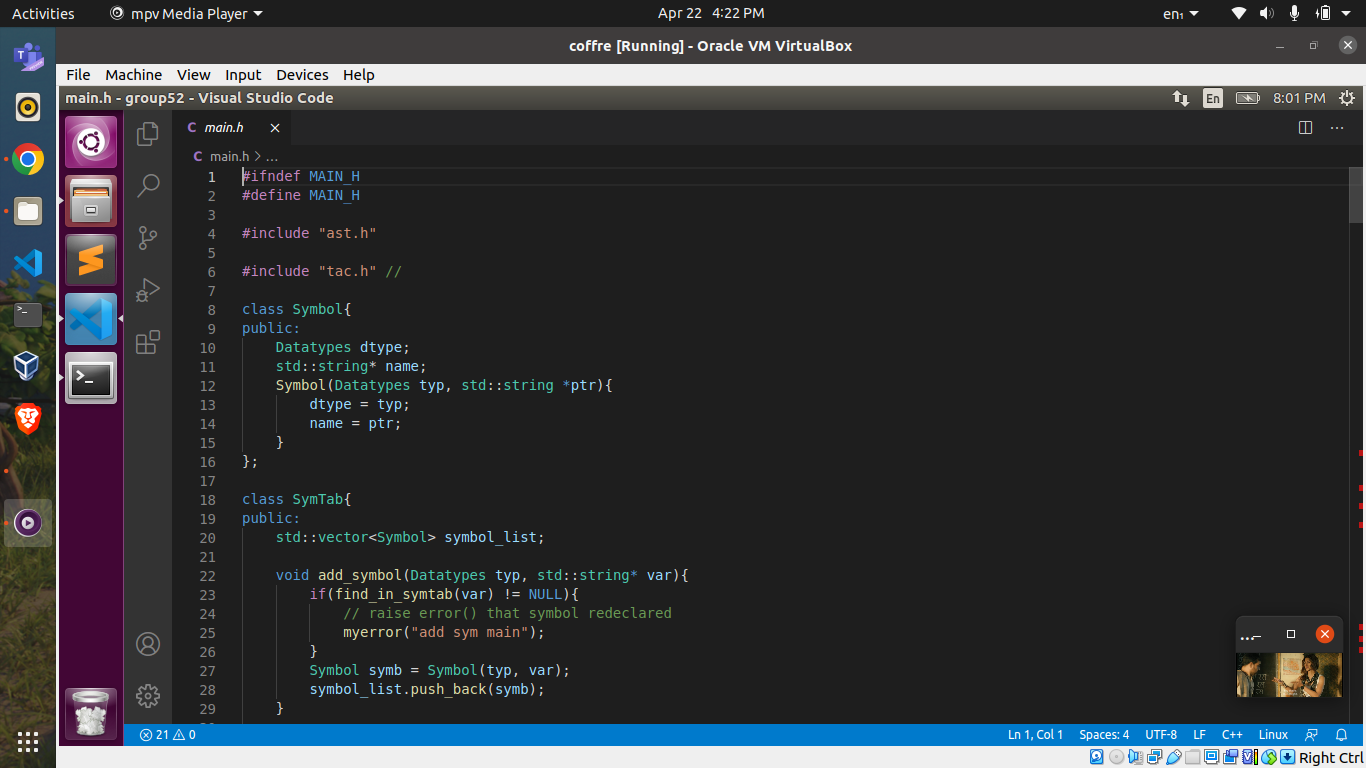 Activities mpv Media Player Apr 22 4:22 PM en₁
coffre [Running] - Oracle VM VirtualBox
File Machine View Input Devices Help
main.h - group52 - Visual Studio Code En 8:01 PM
C main.h
C main.h > ...
1 #ifndef MAIN_H
2 #define MAIN_H
3
4 #include "ast.h"
5
6 #include "tac.h" //
7
8 class Symbol{
9 public:
10 Datatypes dtype;
11 std::string* name;
12 Symbol(Datatypes typ, std::string *ptr){
13 dtype = typ;
14 name = ptr;
15 }
16 };
17
18 class SymTab{
19 public:
20 std::vector<Symbol> symbol_list;
21
22 void add_symbol(Datatypes typ, std::string* var){
23 if(find_in_symtab(var) != NULL){
24 // raise error() that symbol redeclared
25 myerror("add sym main");
26 }
27 Symbol symb = Symbol(typ, var);
28 symbol_list.push_back(symb);
29 }
...
21 0 Ln 1, Col 1 Spaces: 4 UTF-8 LF C++ Linux
Right Ctrl